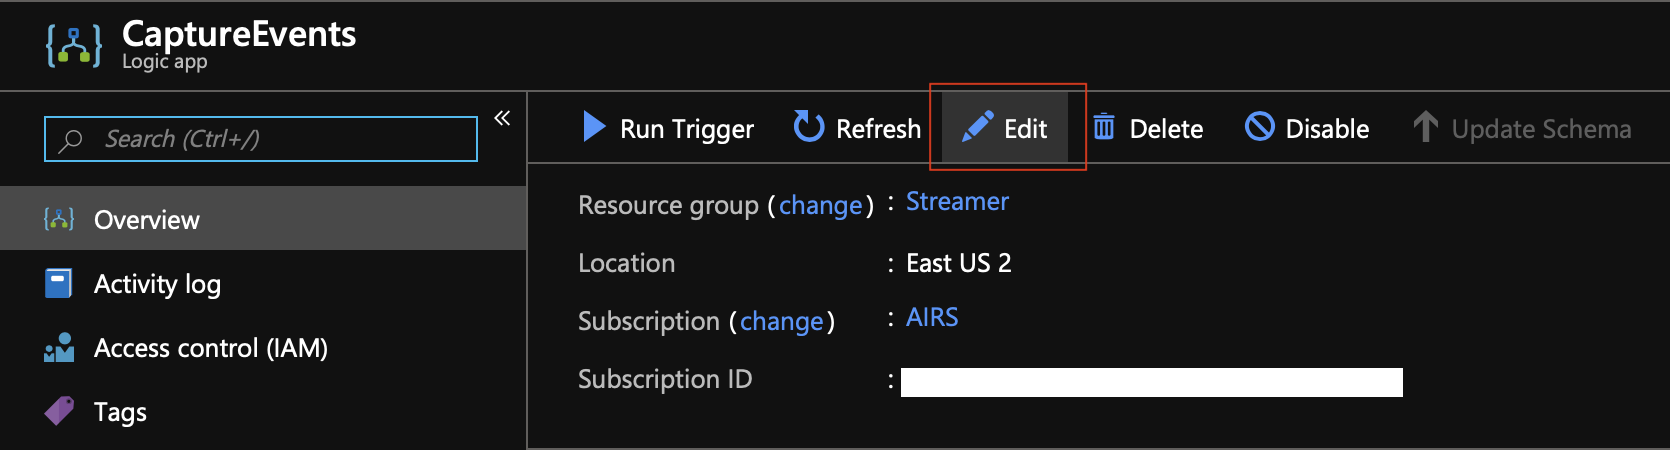 CaptureEvents
Logic app
Search (Ctrl+/)
«
Overview
Activity log
Access control (IAM)
Tags
Run Trigger Refresh Edit Delete Disable Update Schema
Resource group (change) : Streamer
Location : East US 2
Subscription (change) : AIRS
Subscription ID :